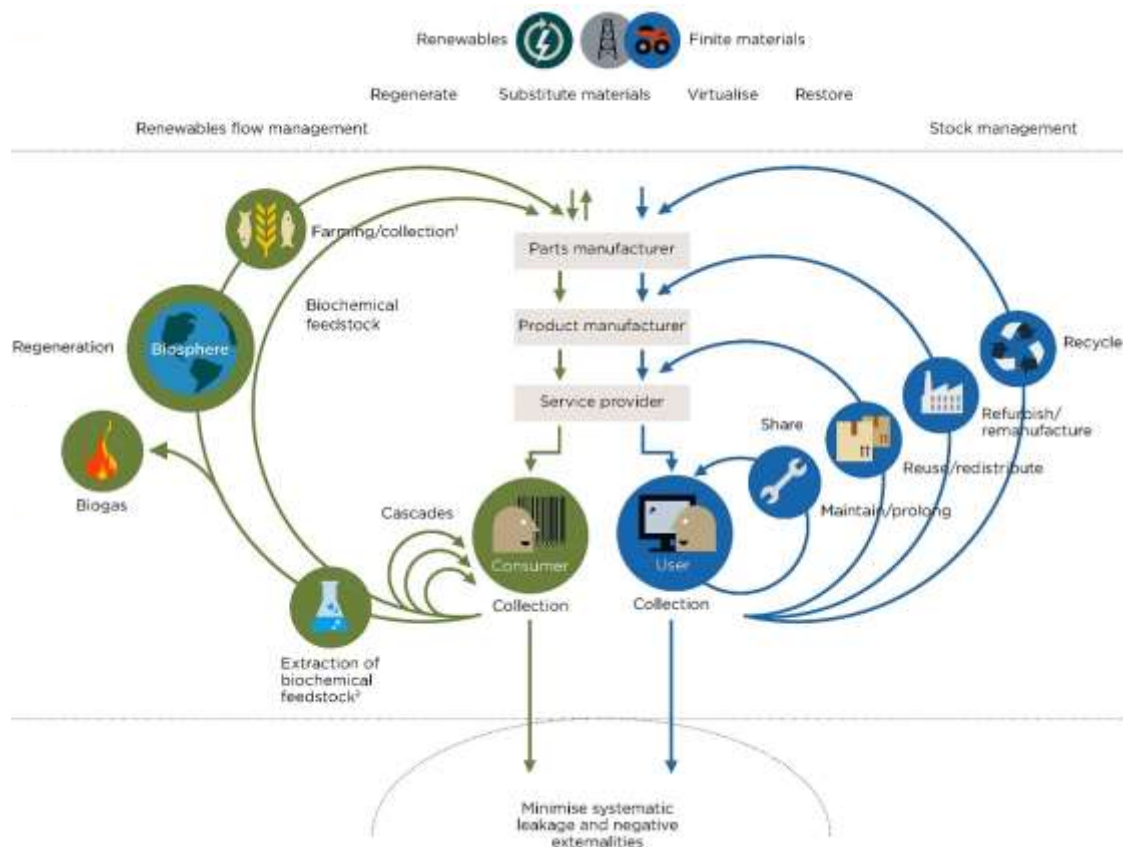 Renewables
Finite materials
Regenerate
Substitute materials
Virtualise
Restore
Renewables flow management
Stock management
Farming/collection¹
Parts manufacturer
Biochemical
feedstock
Regeneration
Biosphere
Product manufacturer
Recycle
Service provider
Share
Refurbish/
remanufacture
Reuse/redistribute
Biogas
Cascades
Maintain/prolong
Consumer
User
Collection
Collection
Extraction of
biochemical
feedstock²
Minimise systematic
leakage and negative
externalities